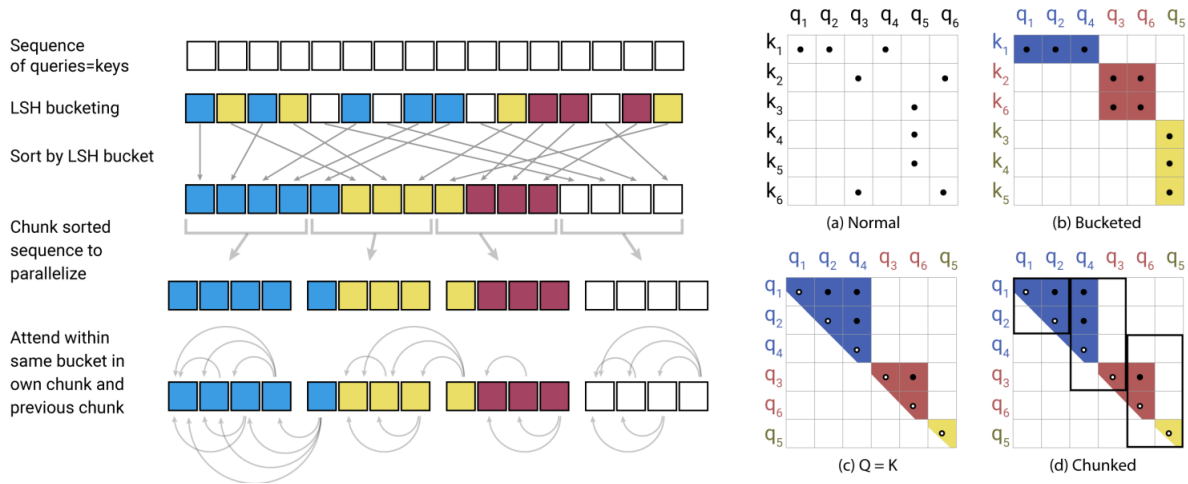 Sequence
of queries=keys
LSH bucketing
Sort by LSH bucket
Chunk sorted
sequence to
parallelize
Attend within
same bucket in
own chunk and
previous chunk
q1 q2 q3 q4 q5 q6
k1
k2
k3
k4
k5
k6
(a) Normal
q1 q2 q4 q3 q6 q5
k1
k2
k6
k3
k4
k5
(b) Bucketed
q1 q2 q4 q3 q6 q5
q1
q2
q4
q3
q6
q5
(c) Q = K
q1 q2 q4 q3 q6 q5
q1
q2
q4
q3
q6
q5
(d) Chunked